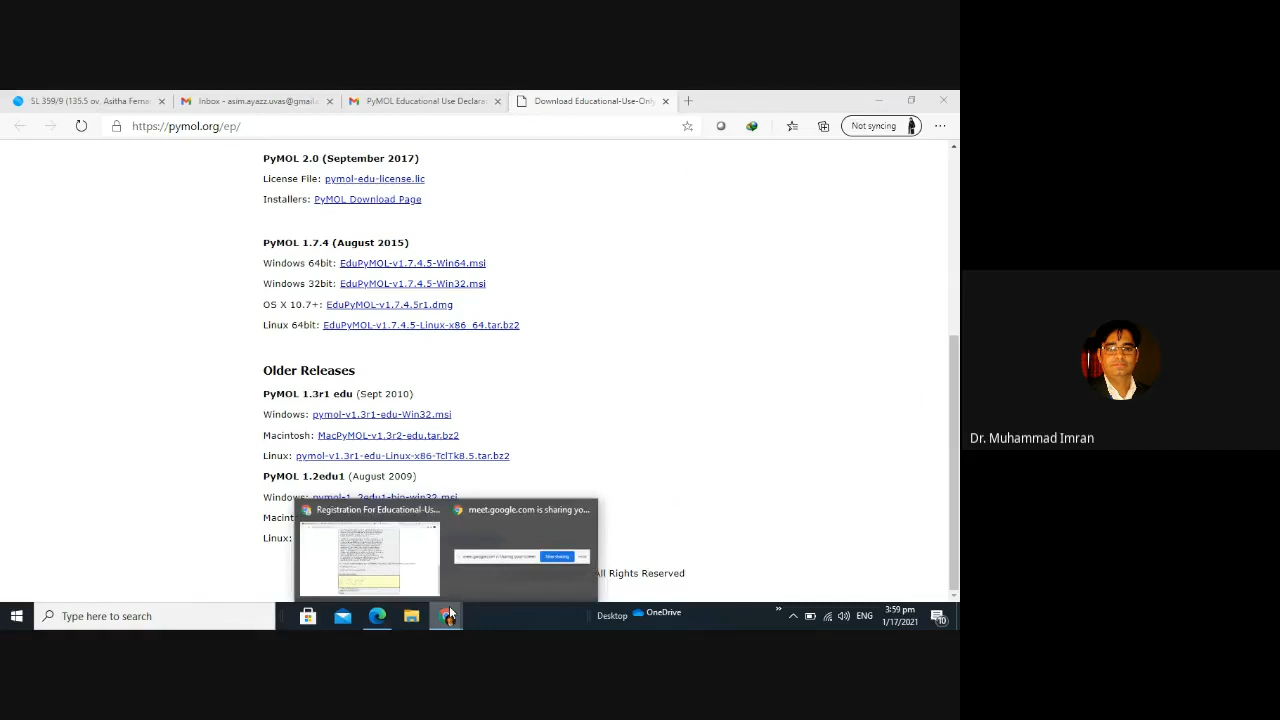 SL 359/9 (135.5 ov, Asitha Ferna
Inbox - asim.ayazz.uvas@gmail.
PyMOL Educational Use Declara
Download Educational-Use-Only
https://pymol.org/ep/
Not syncing
PyMOL 2.0 (September 2017)
License File: pymol-edu-license.lic
Installers: PyMOL Download Page
PyMOL 1.7.4 (August 2015)
Windows 64bit: EduPyMOL-v1.7.4.5-Win64.msi
Windows 32bit: EduPyMOL-v1.7.4.5-Win32.msi
OS X 10.7+: EduPyMOL-v1.7.4.5r1.dmg
Linux 64bit: EduPyMOL-v1.7.4.5-Linux-x86_64.tar.bz2
Older Releases
PyMOL 1.3r1 edu (Sept 2010)
Windows: pymol-v1.3r1-edu-Win32.msi
Macintosh: MacPyMOL-v1.3r2-edu.tar.bz2
Linux: pymol-v1.3r1-edu-Linux-x86-TclTk8.5.tar.bz2
PyMOL 1.2edu1 (August 2009)
Windows: pymol-1_2edu1-bin-win32.msi
Macint
Linux:
Registration For Educational-Us...
meet.google.com is sharing yo...
Stop sharing
All Rights Reserved
Type here to search
Desktop
OneDrive
ENG
3:59 pm
1/17/2021
10
Dr. Muhammad Imran